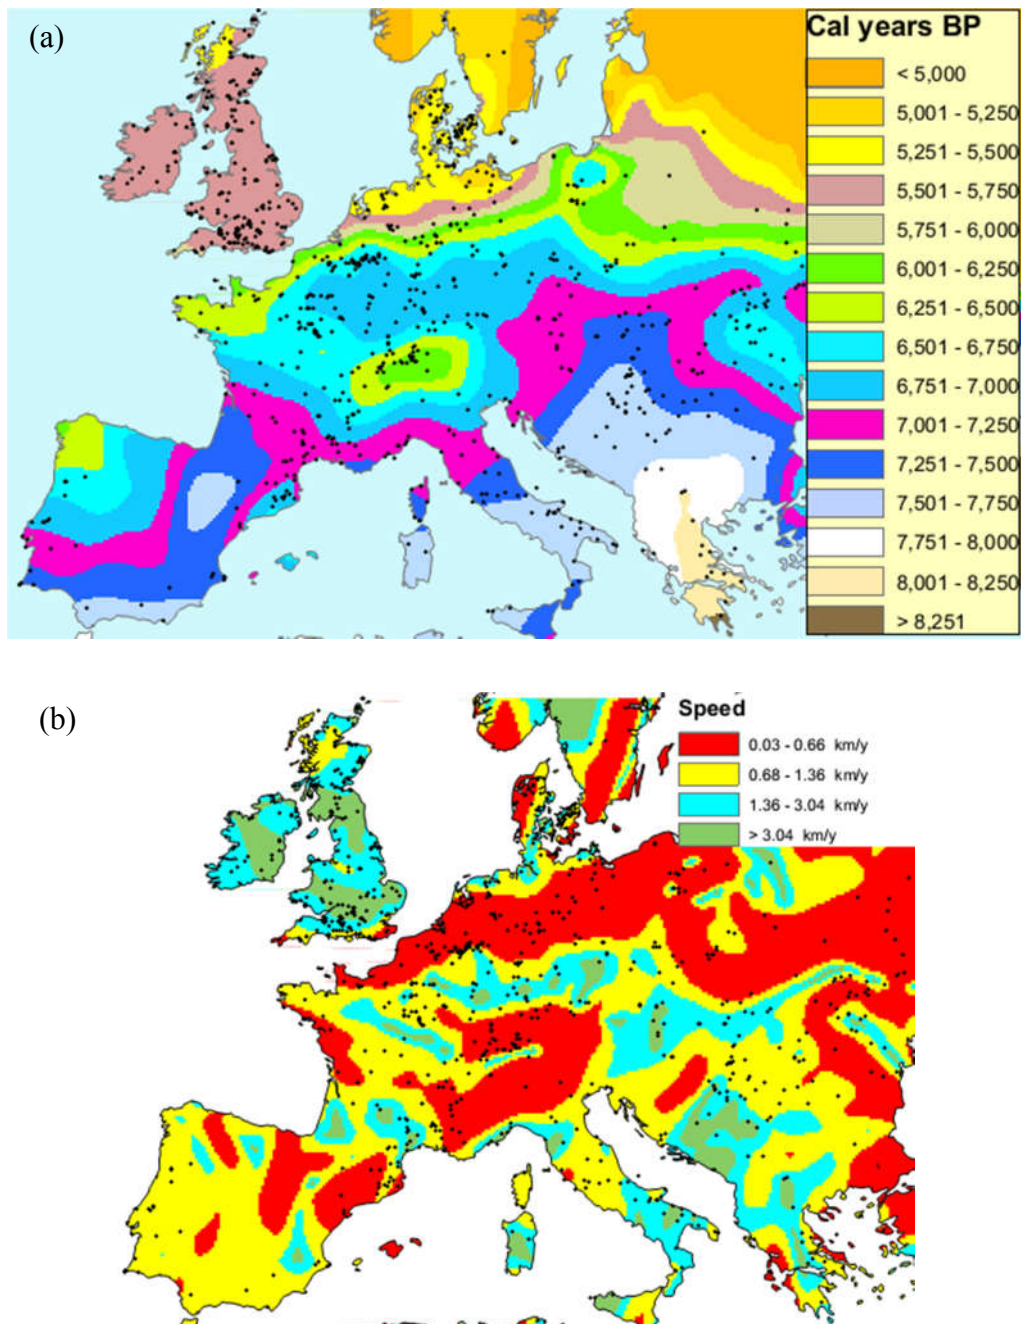 (a)
Cal years BP
< 5,000
5,001 - 5,250
5,251 - 5,500
5,501 - 5,750
5,751 - 6,000
6,001 - 6,250
6,251 - 6,500
6,501 - 6,750
6,751 - 7,000
7,001 - 7,250
7,251 - 7,500
7,501 - 7,750
7,751 - 8,000
8,001 - 8,250
> 8,251
(b)
Speed
0.03 - 0.66 km/y
0.68 - 1.36 km/y
1.36 - 3.04 km/y
> 3.04 km/y